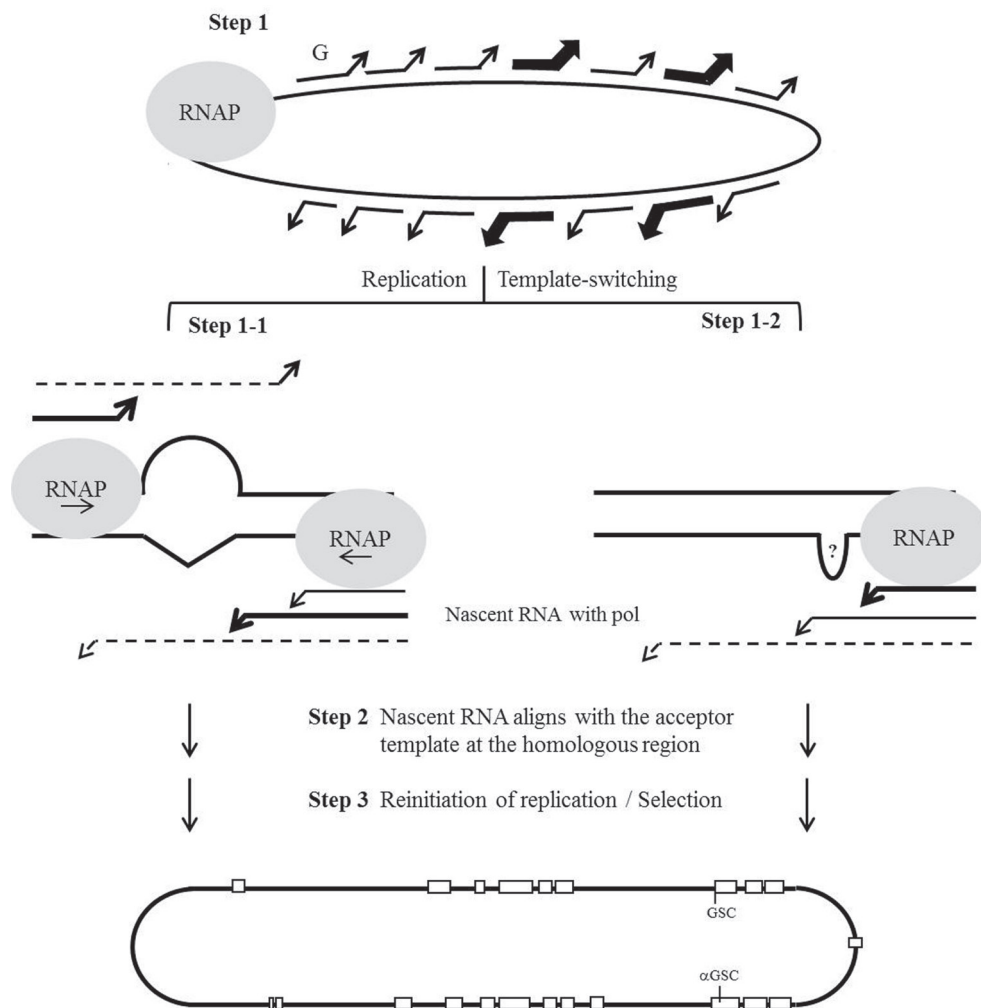 Step 1
G
RNAP
Replication
Template-switching
Step 1-1
Step 1-2
RNAP
RNAP
?
RNAP
Nascent RNA with pol
Step 2 Nascent RNA aligns with the acceptor
template at the homologous region
Step 3 Reinitiation of replication / Selection
GSC
αGSC